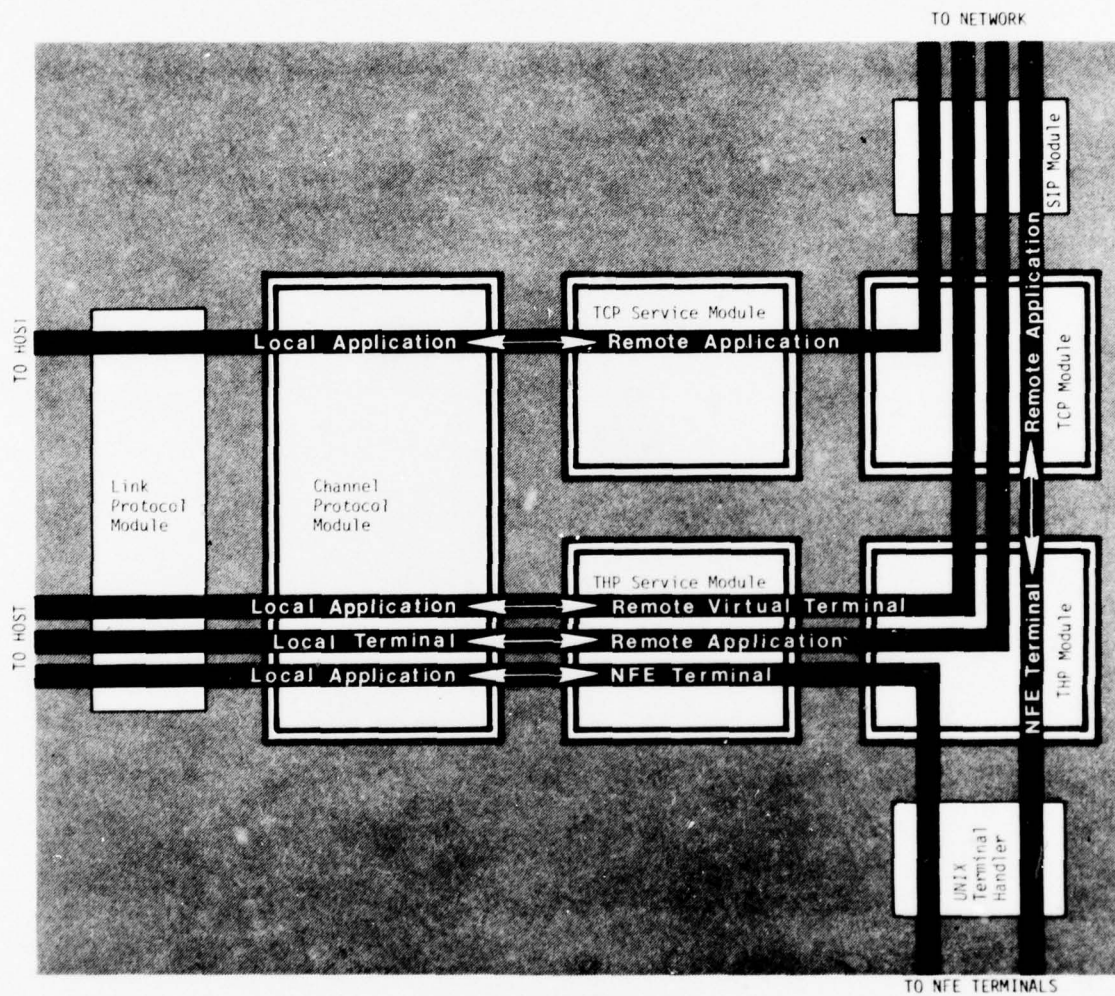 TO NETWORK
SIP Module
TO HOST
Local Application
TCP Service Module
Remote Application
Remote Application
TCP Module
Link
Protocol
Module
Channel
Protocol
Module
THP Service Module
TO HOST
Local Application
Remote Virtual Terminal
Local Terminal
Remote Application
Local Application
NFE Terminal
NFE Terminal
THP Module
UNIX
Terminal
Handler
TO NFE TERMINALS